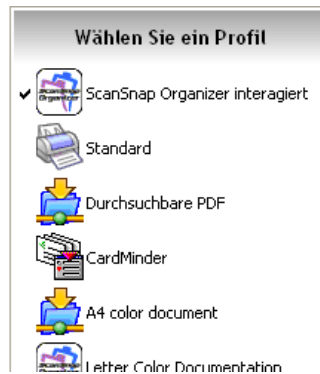 Wählen Sie ein Profil
ScanSnap Organizer interagiert
Standard
Durchsuchbare PDF
CardMinder
A4 color document
Letter Color Documentation